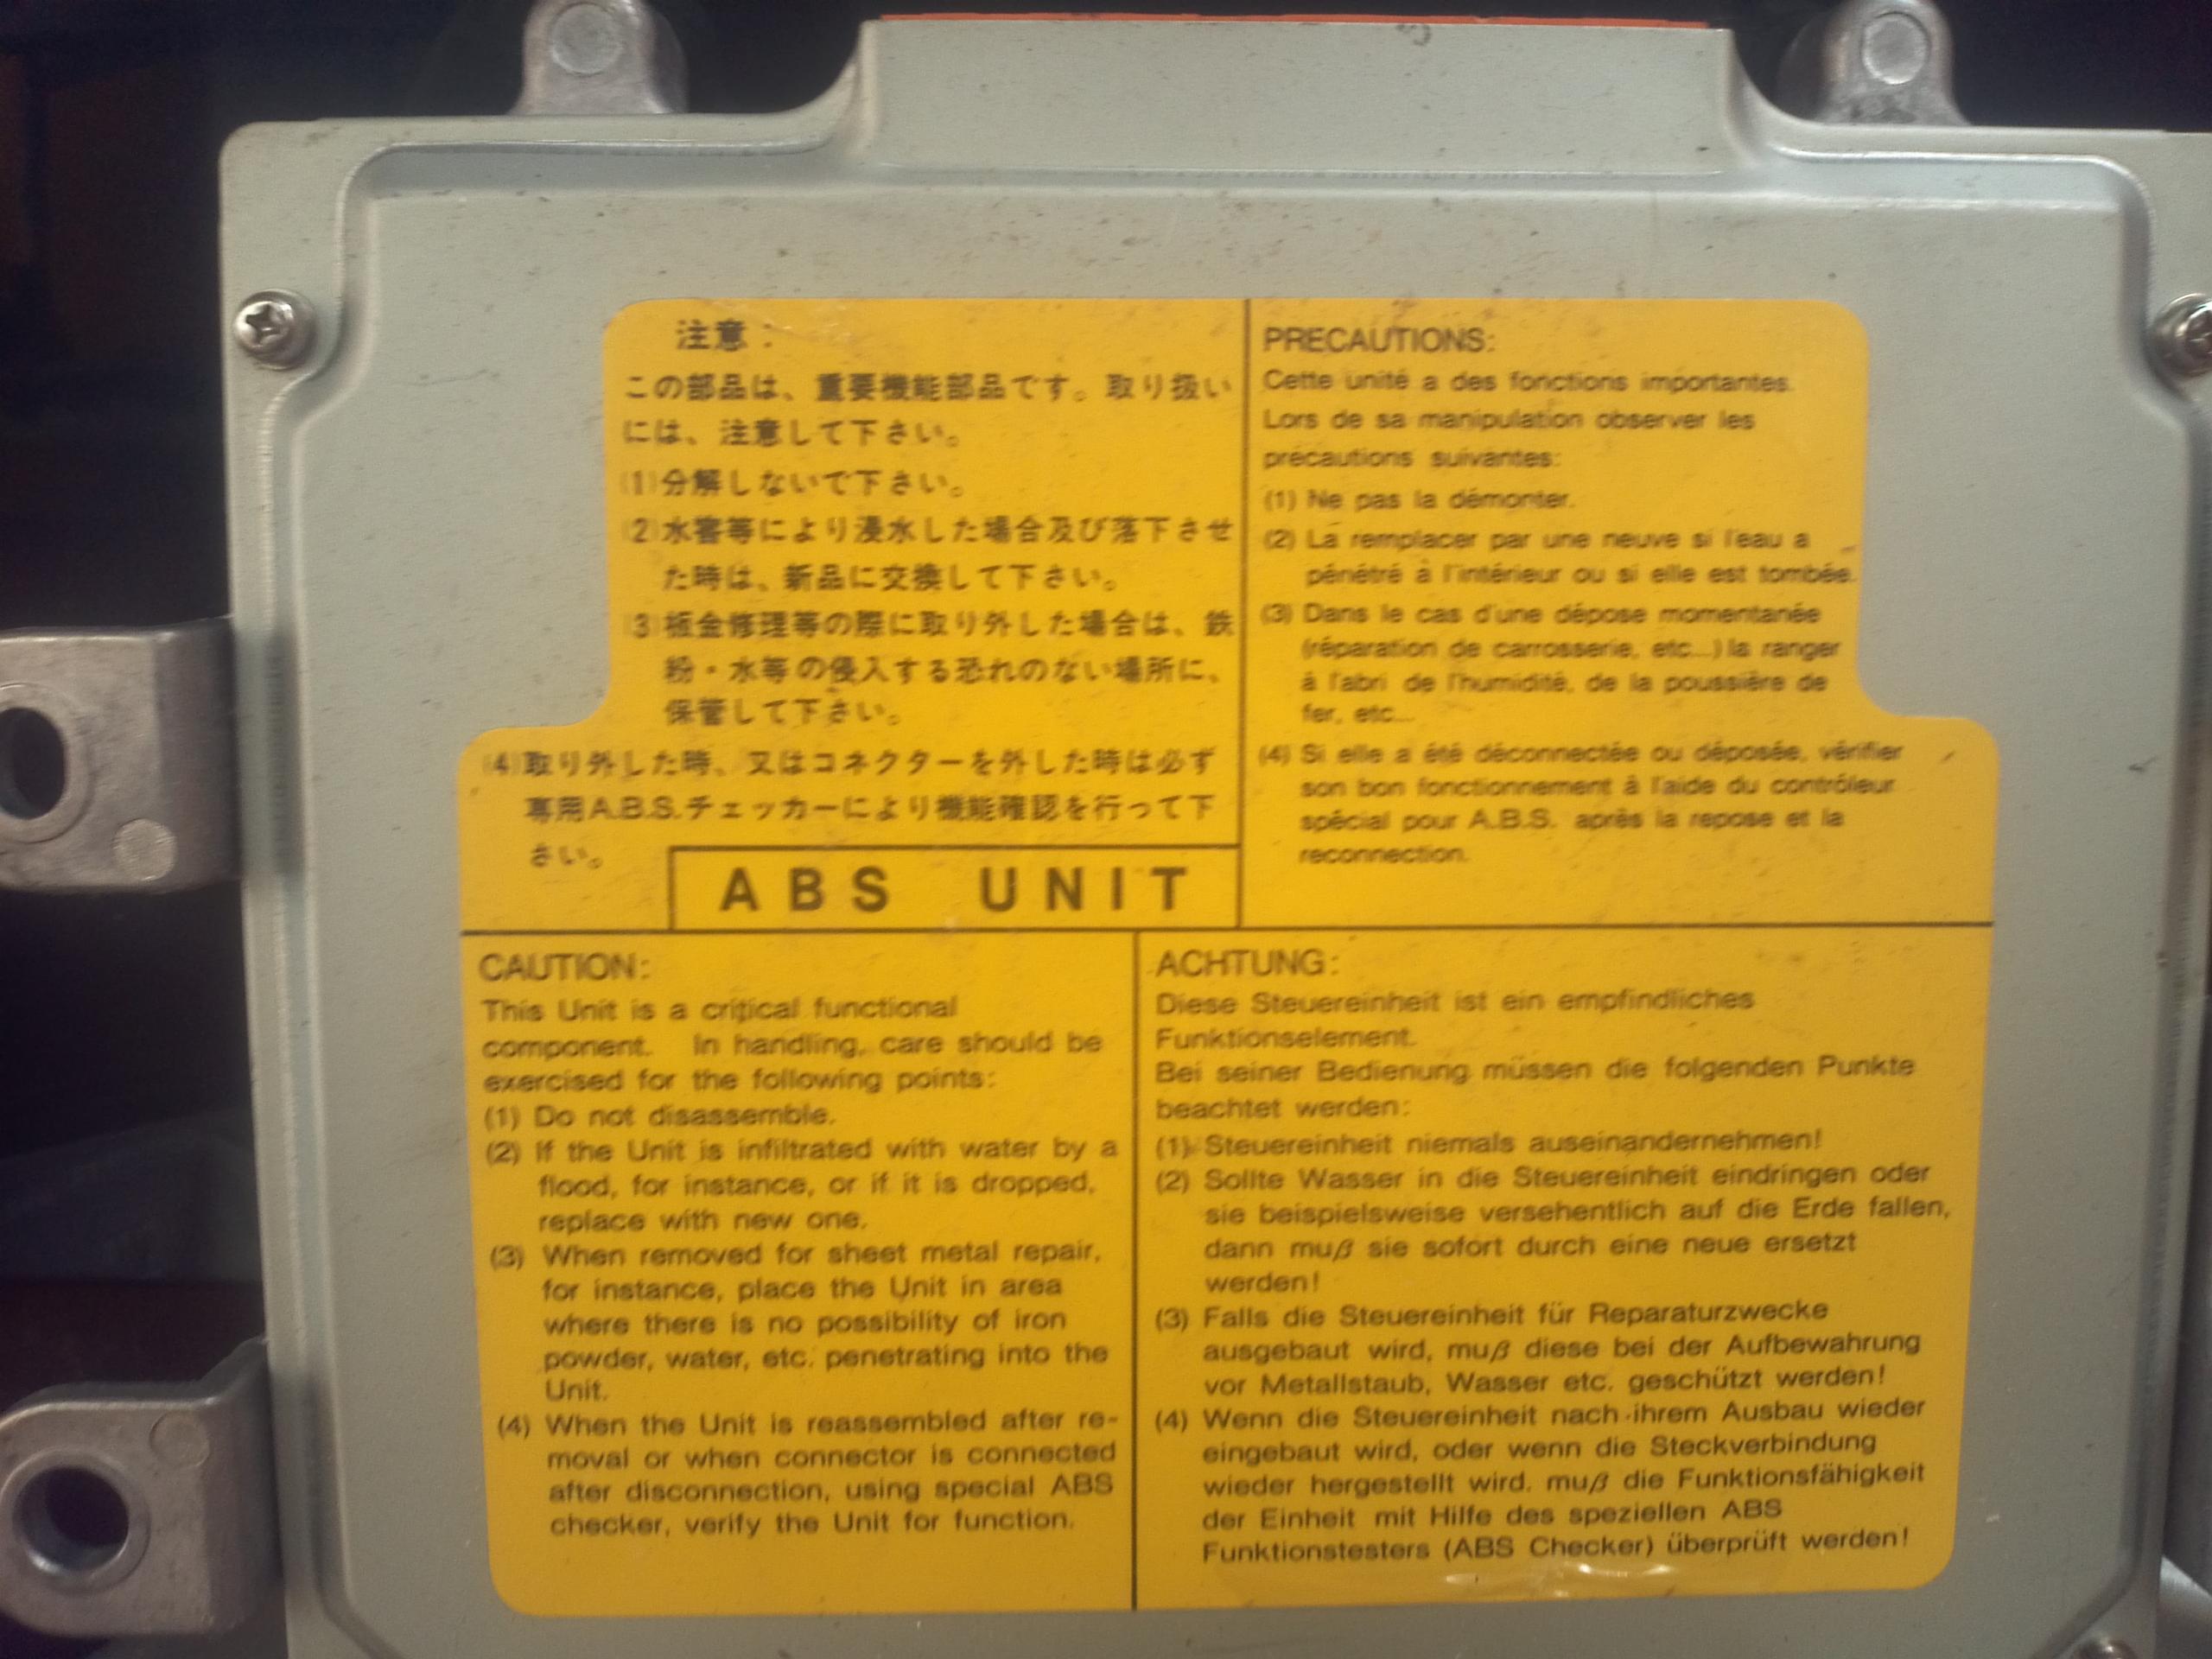 注意：
この部品は、重要機能部品です。取り扱い
には、注意して下さい。
(1)分解しないで下さい。
(2)水害等により浸水した場合及び落下させ
た時は、新品に交換して下さい。
(3)板金修理等の際に取り外した場合は、鉄
粉・水等の侵入する恐れのない場所に、
保管して下さい。
(4)取り外した時、又はコネクターを外した時は必ず
専用A.B.S.チェッカーにより機能確認を行って下
さい。
ABS UNIT
PRECAUTIONS:
Cette unité a des fonctions importantes.
Lors de sa manipulation observer les
précautions suivantes:
(1) Ne pas la démonter.
(2) La remplacer par une neuve si l'eau a
pénétré à l'intérieur ou si elle est tombée.
(3) Dans le cas d'une dépose momentanée
(réparation de carrosserie, etc...) la ranger
à l'abri de l'humidité, de la poussière de
fer, etc...
(4) Si elle a été déconnectée ou déposée, vérifier
son bon fonctionnement à l'aide du contrôleur
spécial pour A.B.S. après la repose et la
reconnection.
CAUTION:
This Unit is a critical functional
component. In handling, care should be
exercised for the following points:
(1) Do not disassemble.
(2) If the Unit is infiltrated with water by a
flood, for instance, or if it is dropped,
replace with new one.
(3) When removed for sheet metal repair,
for instance, place the Unit in area
where there is no possibility of iron
powder, water, etc. penetrating into the
Unit.
(4) When the Unit is reassembled after re-
moval or when connector is connected
after disconnection, using special ABS
checker, verify the Unit for function.
ACHTUNG:
Diese Steuereinheit ist ein empfindliches
Funktionselement.
Bei seiner Bedienung müssen die folgenden Punkte
beachtet werden:
(1) Steuereinheit niemals auseinandernehmen!
(2) Sollte Wasser in die Steuereinheit eindringen oder
sie beispielsweise versehentlich auf die Erde fallen,
dann muß sie sofort durch eine neue ersetzt
werden!
(3) Falls die Steuereinheit für Reparaturzwecke
ausgebaut wird, muß diese bei der Aufbewahrung
vor Metallstaub, Wasser etc. geschützt werden!
(4) Wenn die Steuereinheit nach ihrem Ausbau wieder
eingebaut wird, oder wenn die Steckverbindung
wieder hergestellt wird, muß die Funktionsfähigkeit
der Einheit mit Hilfe des speziellen ABS
Funktionstesters (ABS Checker) überprüft werden!